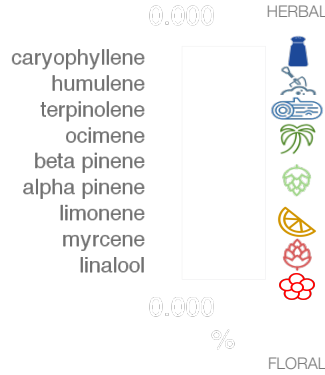 0.000
HERBAL
caryophyllene
humulene
terpinolene
ocimene
beta pinene
alpha pinene
limonene
myrcene
linalool
0.000
%
FLORAL